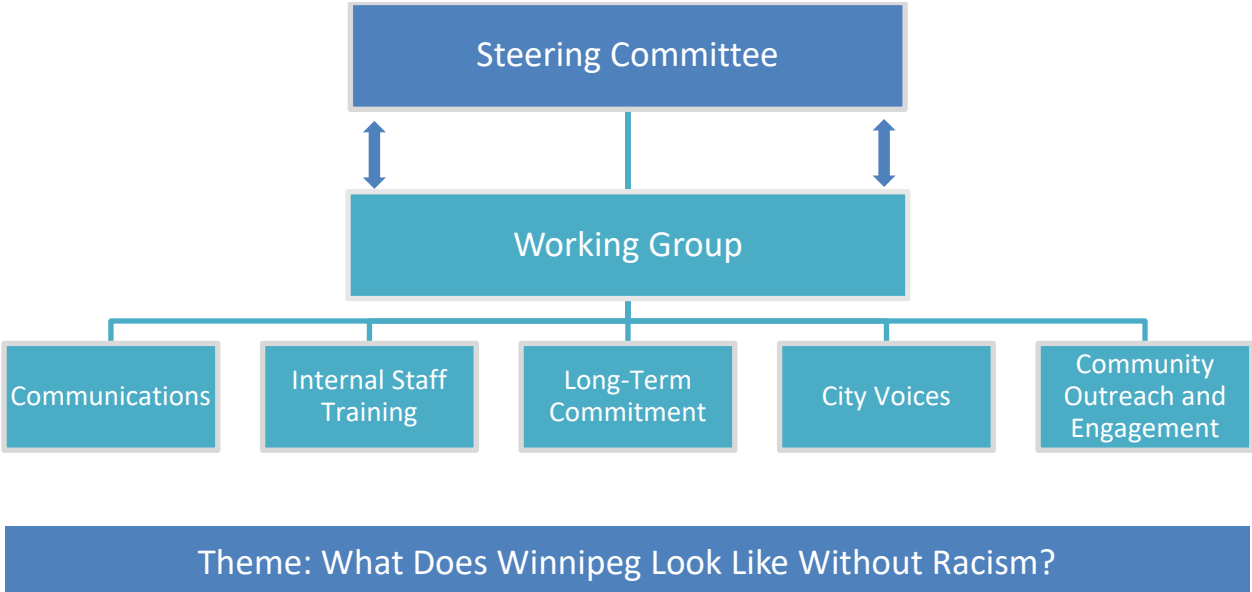 Steering Committee
Working Group
Communications
Internal Staff
Training
Long-Term
Commitment
City Voices
Community
Outreach and
Engagement
Theme: What Does Winnipeg Look Like Without Racism?